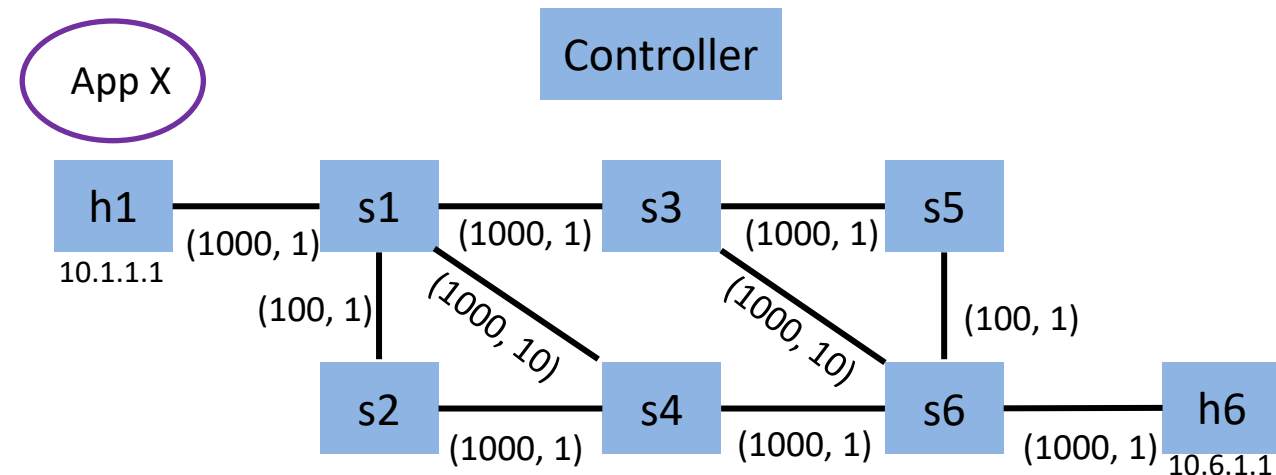 App X
Controller
h1
s1
s3
s5
(1000, 1)
(1000, 1)
(1000, 1)
10.1.1.1
(100, 1)
(1000, 10)
(1000, 10)
(100, 1)
s2
s4
s6
h6
(1000, 1)
(1000, 1)
(1000, 1)
10.6.1.1